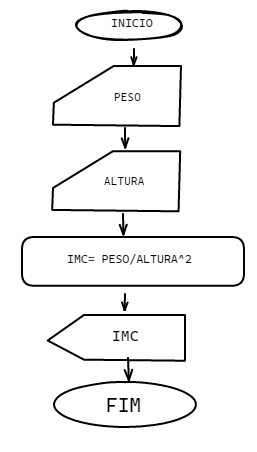 INICIO
PESO
ALTURA
IMC= PESO/ALTURA^2
IMC
FIM